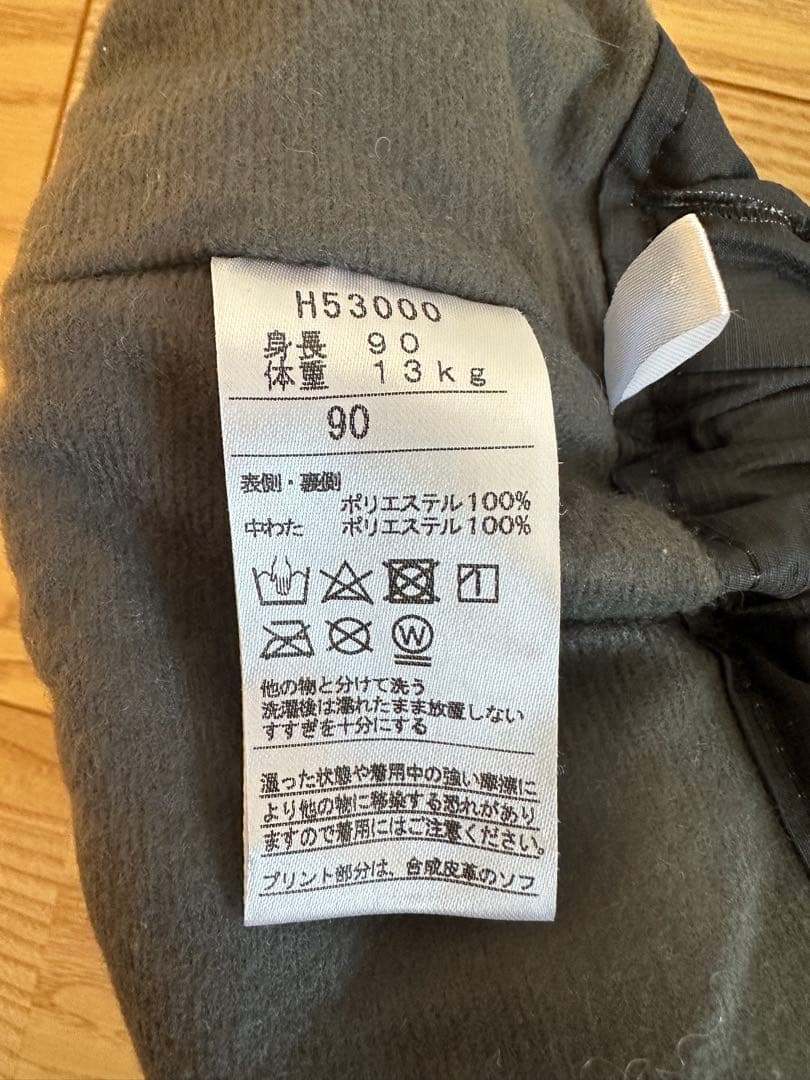 H53000
身長 90
体重 13kg
90
表側・裏側
ポリエステル100%
中わた ポリエステル100%
W
他の物と分けて洗う
洗濯後は濡れたまま放置しない
すすぎを十分にする
湿った状態や着用中の強い摩擦に
より他の物に移染する恐れがあり
ますので着用にはご注意ください。
プリント部分は、合成皮革のソフ